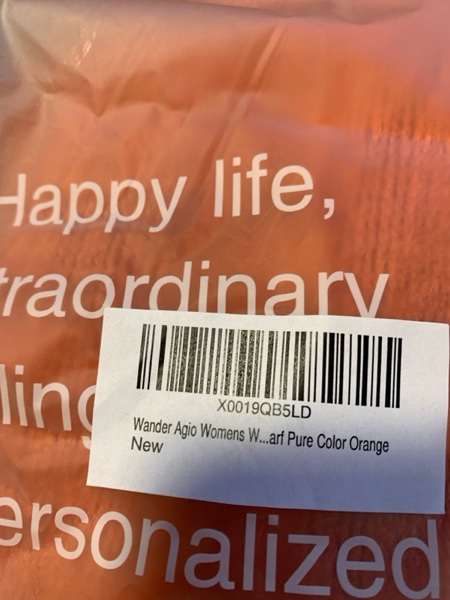 Happy life,
traordinary
ling
X0019QB5LD
Wander Agio Womens W...arf Pure Color Orange
New
ersonalized